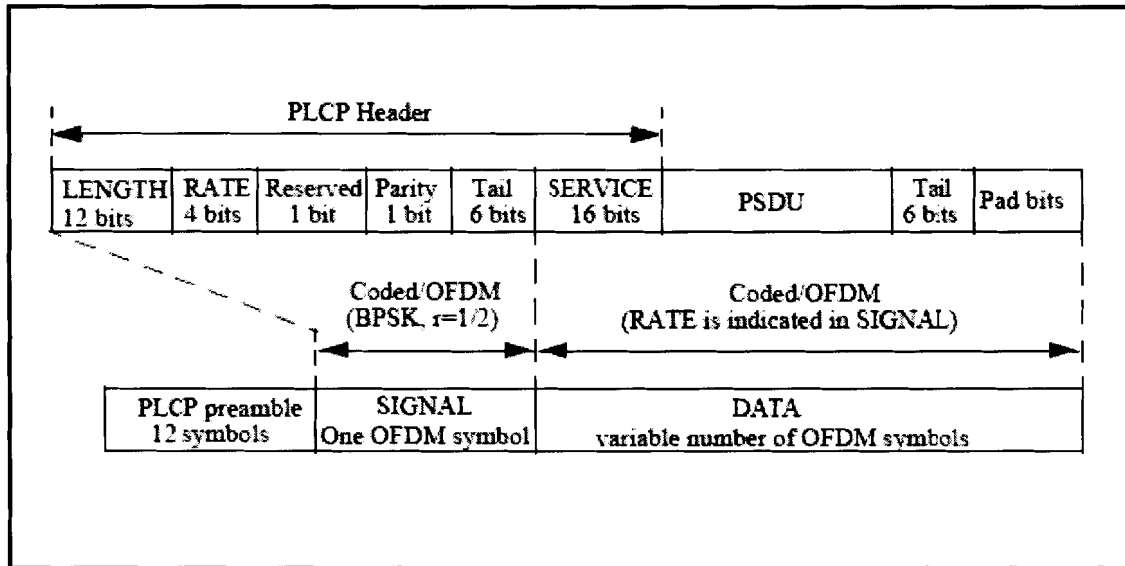 PLCP Header
LENGTH RATE Reserved Parity Tail SERVICE PSDU Tail Pad bits
12 bits 4 bits 1 bit 1 bit 6 bits 16 bits 6 bits
Coded/OFDM Coded/OFDM
(BPSK, r=1/2) (RATE is indicated in SIGNAL)
PLCP preamble SIGNAL DATA
12 symbols One OFDM symbol variable number of OFDM symbols